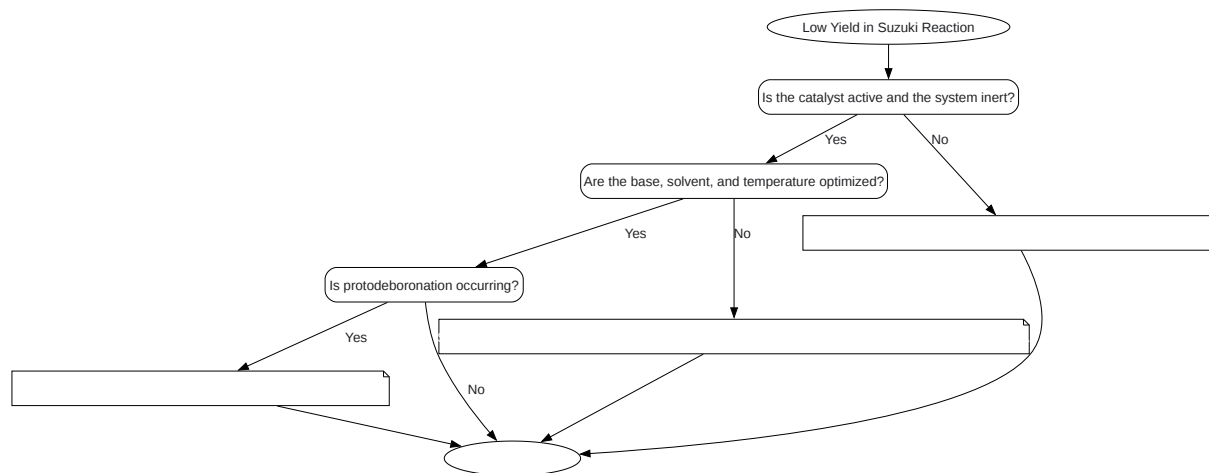 Low Yield in Suzuki Reaction
Is the catalyst active and the system inert?
Yes
No
Are the base, solvent, and temperature optimized?
Yes
No
Is protodeboronation occurring?
Yes
No